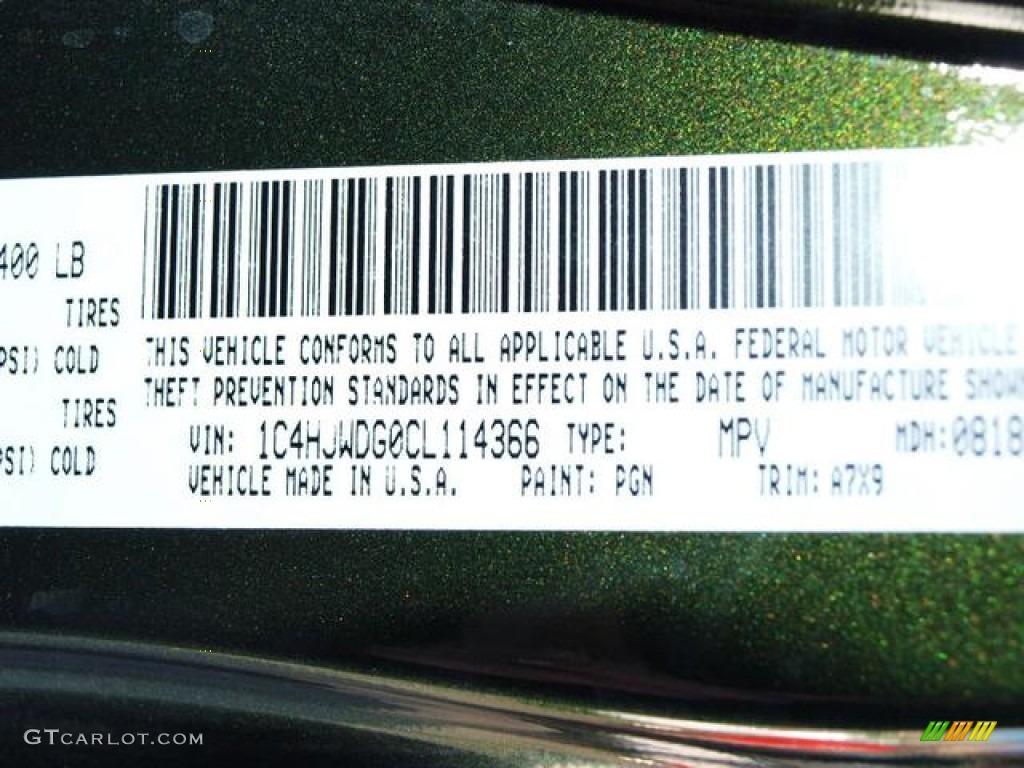 400 LB
TIRES
PSI) COLD
TIRES
PSI) COLD
THIS VEHICLE CONFORMS TO ALL APPLICABLE U.S.A. FEDERAL MOTOR VEHICLE
THEFT PREVENTION STANDARDS IN EFFECT ON THE DATE OF MANUFACTURE SHOWN
VIN: 1C4HJWDG0CL114366 TYPE: MPV MDH:0818
VEHICLE MADE IN U.S.A. PAINT: PGN TRIM: A7X9
GTCARLOT.COM